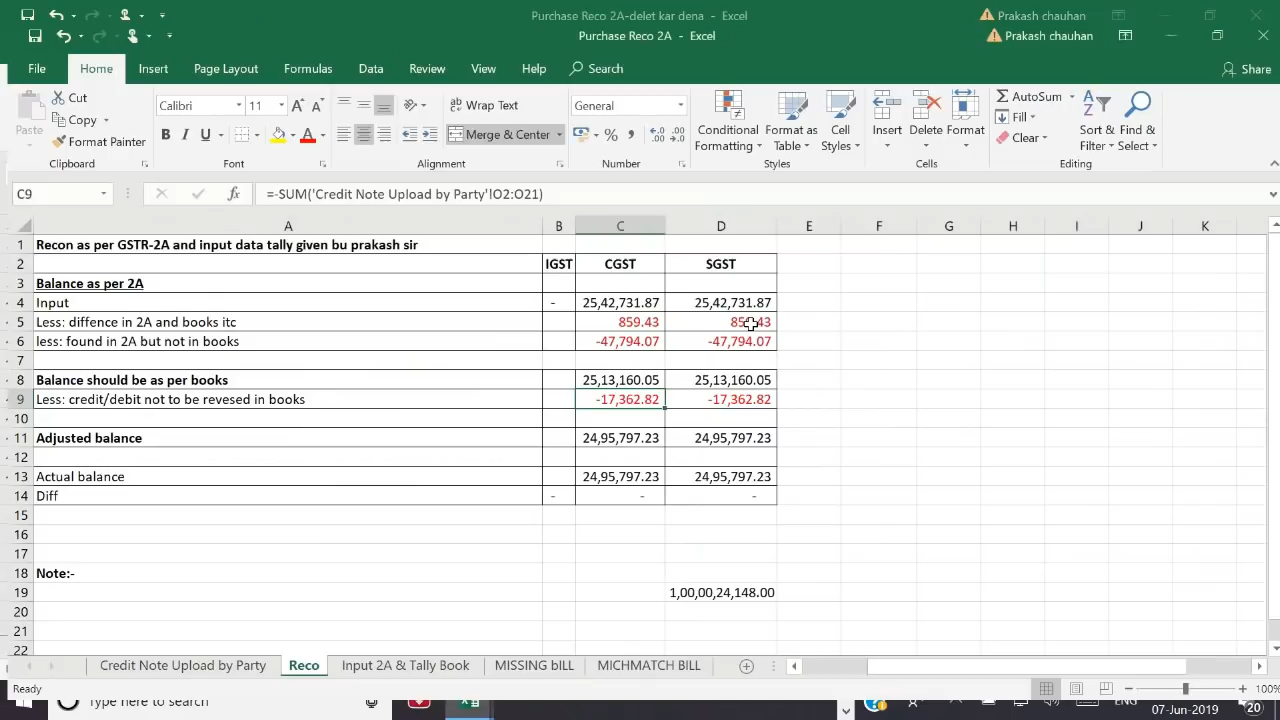 Purchase Reco 2A-delet kar dena - Excel
Prakash chauhan
Purchase Reco 2A - Excel
Prakash chauhan
File Home Insert Page Layout Formulas Data Review View Help Search Share
Paste
Cut
Copy
Format Painter
Clipboard
Calibri 11
B I U
Font
Wrap Text
Merge & Center
Alignment
General
Number
Conditional Formatting
Format as Table
Cell Styles
Styles
Insert Delete Format
Cells
AutoSum
Fill
Clear
Sort & Filter
Find & Select
Editing
C9 fx =-SUM('Credit Note Upload by Party'!O2:O21)
A B C D E F G H I J K
1 Recon as per GSTR-2A and input data tally given bu prakash sir
2 IGST CGST SGST
3 Balance as per 2A
4 Input - 25,42,731.87 25,42,731.87
5 Less: diffence in 2A and books itc 859.43
6 less: found in 2A but not in books -47,794.07 -47,794.07
7
8 Balance should be as per books 25,13,160.05 25,13,160.05
9 Less: credit/debit not to be revesed in books -17,362.82 -17,362.82
10
11 Adjusted balance 24,95,797.23 24,95,797.23
12
13 Actual balance 24,95,797.23 24,95,797.23
14 Diff - - -
15
16
17
18 Note:-
19 1,00,00,24,148.00
20
21
22
Credit Note Upload by Party Reco Input 2A & Tally Book MISSING bILL MICHMATCH BILL
Ready 100%
Type here to search ENG 07-Jun-2019 20